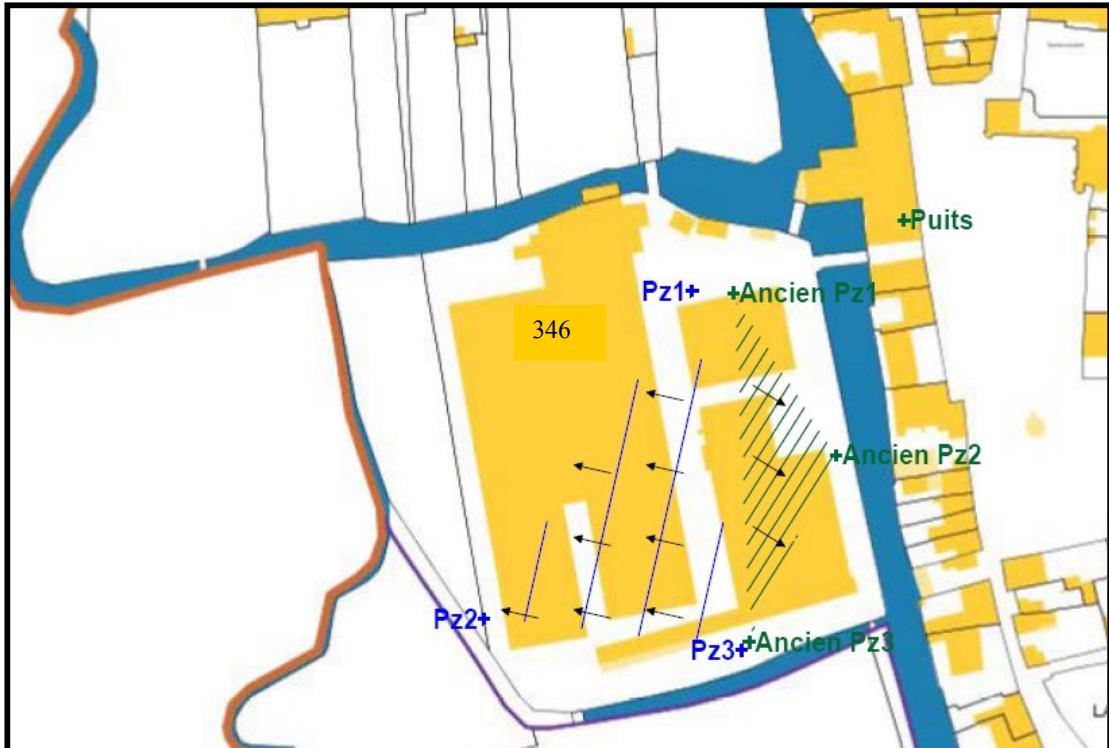 Puits
Pz1
Ancien Pz1
346
Ancien Pz2
Pz2
Pz3
Ancien Pz3